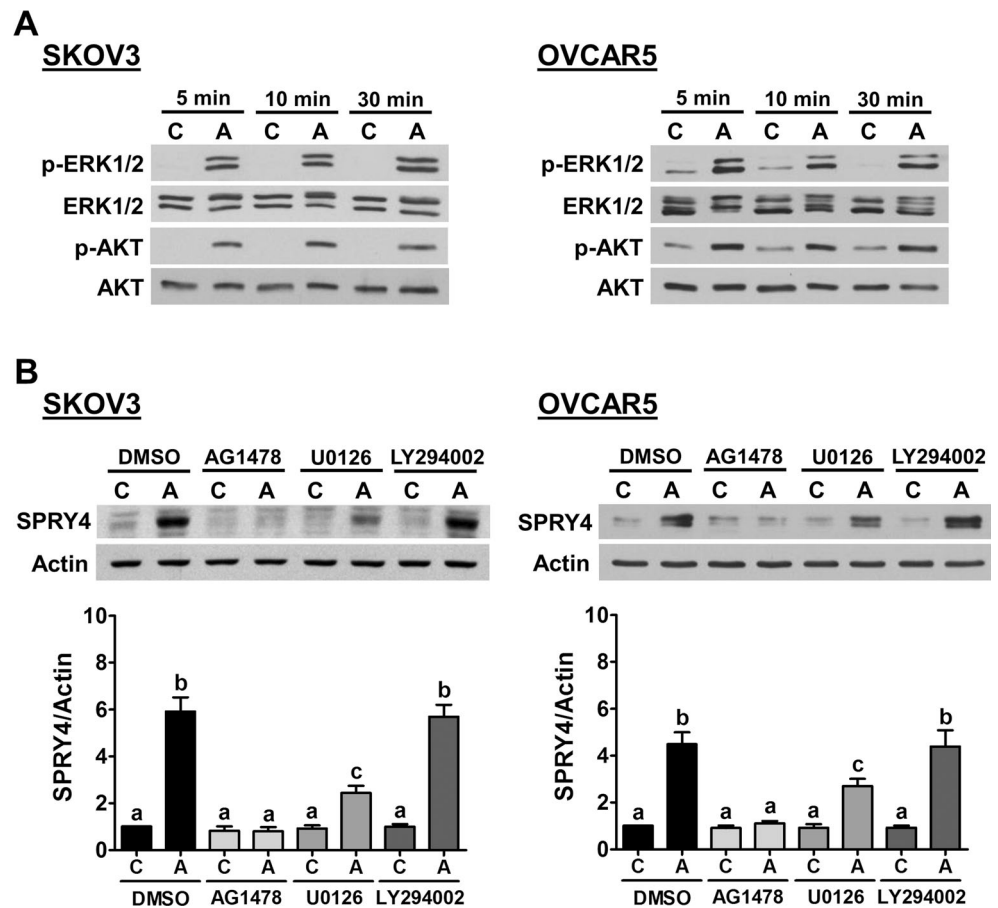 A
SKOV3
5 min 10 min 30 min
C A C A C A
p-ERK1/2
ERK1/2
p-AKT
AKT
OVCAR5
5 min 10 min 30 min
C A C A C A
p-ERK1/2
ERK1/2
p-AKT
AKT
B
SKOV3
DMSO AG1478 U0126 LY294002
C A C A C A C A
SPRY4
Actin
SPRY4/Actin
10
8
6
4
2
0
a b a a a c a b
C A C A C A C A
DMSO AG1478 U0126 LY294002
OVCAR5
DMSO AG1478 U0126 LY294002
C A C A C A C A
SPRY4
Actin
SPRY4/Actin
10
8
6
4
2
0
a b a a a c a b
C A C A C A C A
DMSO AG1478 U0126 LY294002